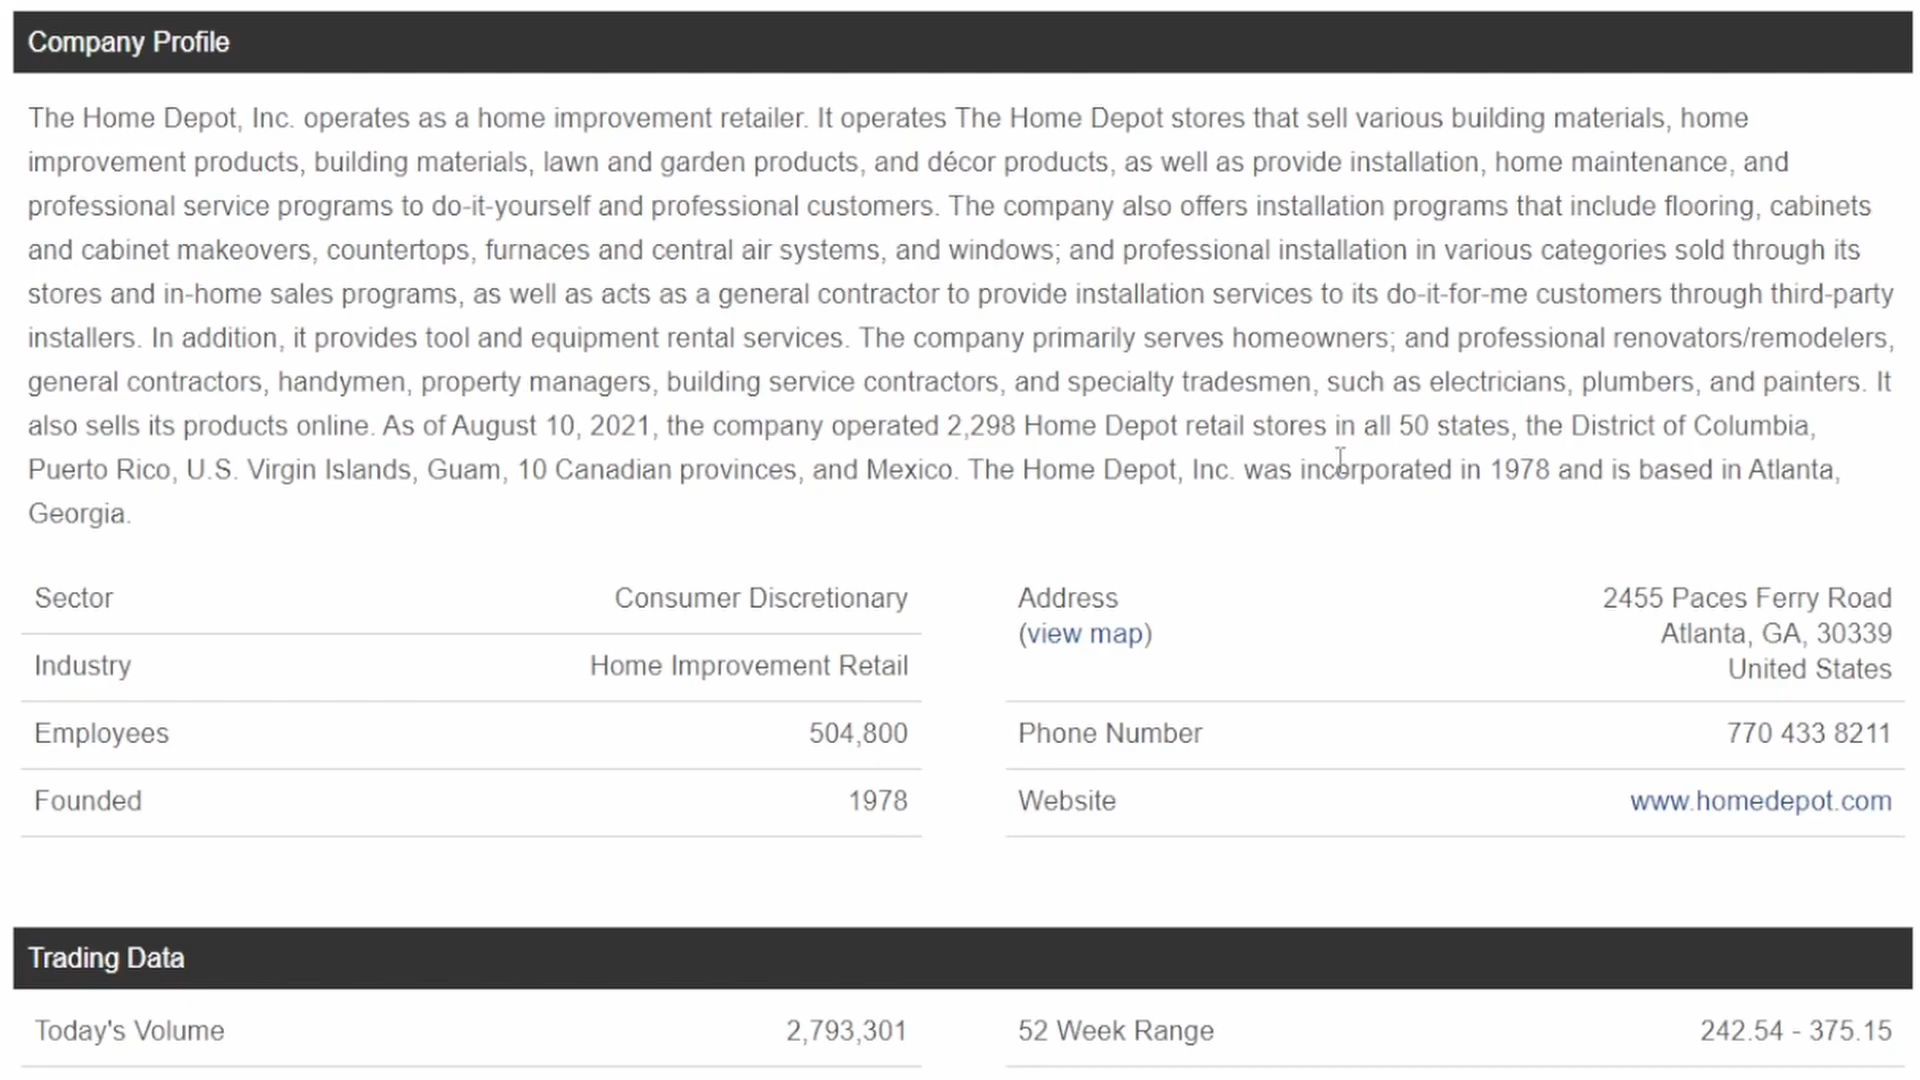 Company Profile
The Home Depot, Inc. operates as a home improvement retailer. It operates The Home Depot stores that sell various building materials, home
improvement products, building materials, lawn and garden products, and décor products, as well as provide installation, home maintenance, and
professional service programs to do-it-yourself and professional customers. The company also offers installation programs that include flooring, cabinets
and cabinet makeovers, countertops, furnaces and central air systems, and windows; and professional installation in various categories sold through its
stores and in-home sales programs, as well as acts as a general contractor to provide installation services to its do-it-for-me customers through third-party
installers. In addition, it provides tool and equipment rental services. The company primarily serves homeowners; and professional renovators/remodelers,
general contractors, handymen, property managers, building service contractors, and specialty tradesmen, such as electricians, plumbers, and painters. It
also sells its products online. As of August 10, 2021, the company operated 2,298 Home Depot retail stores in all 50 states, the District of Columbia,
Puerto Rico, U.S. Virgin Islands, Guam, 10 Canadian provinces, and Mexico. The Home Depot, Inc. was incorporated in 1978 and is based in Atlanta,
Georgia.
Sector Consumer Discretionary
Industry Home Improvement Retail
Employees 504,800
Founded 1978
Address 2455 Paces Ferry Road
(view map) Atlanta, GA, 30339
United States
Phone Number 770 433 8211
Website www.homedepot.com
Trading Data
Today's Volume 2,793,301
52 Week Range 242.54 - 375.15